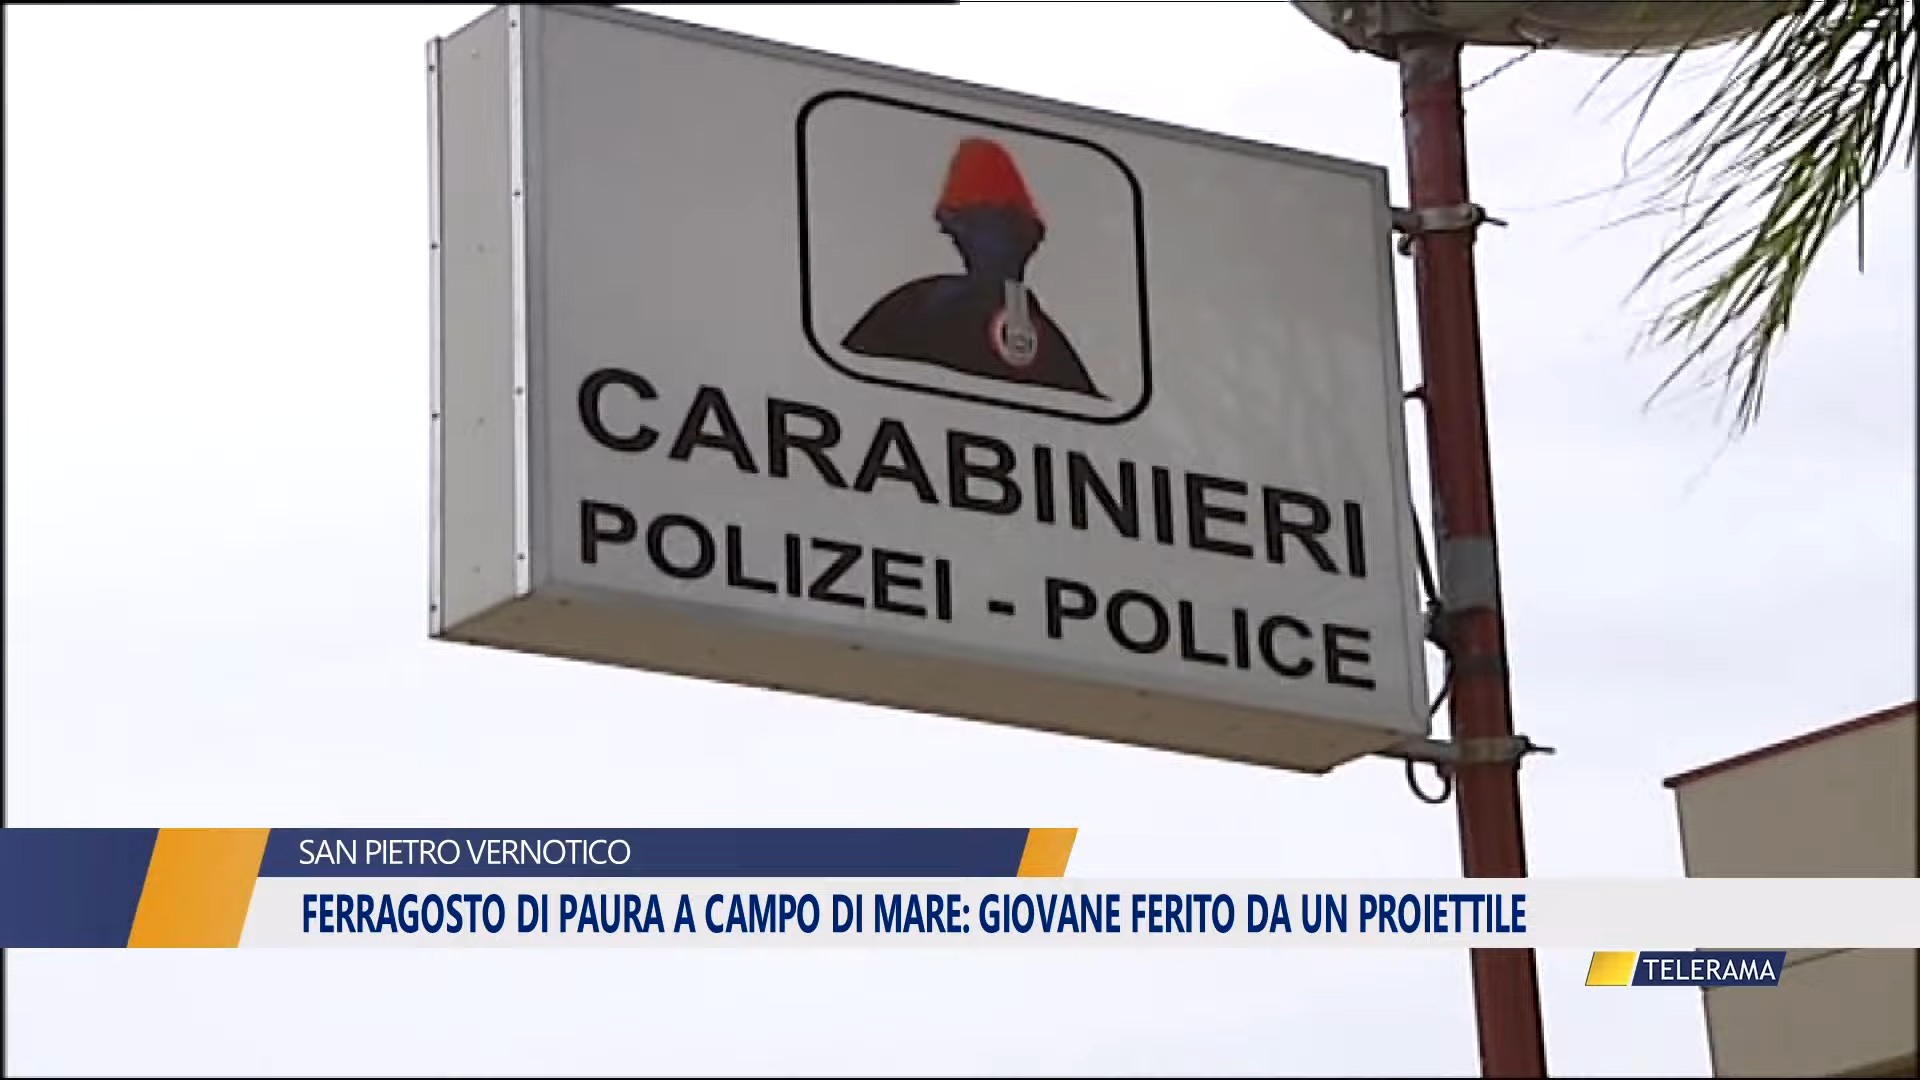 CARABINIERI
POLIZEI - POLICE
SAN PIETRO VERNOTICO
FERRAGOSTO DI PAURA A CAMPO DI MARE: GIOVANE FERITO DA UN PROIETTILE
TELERAMA